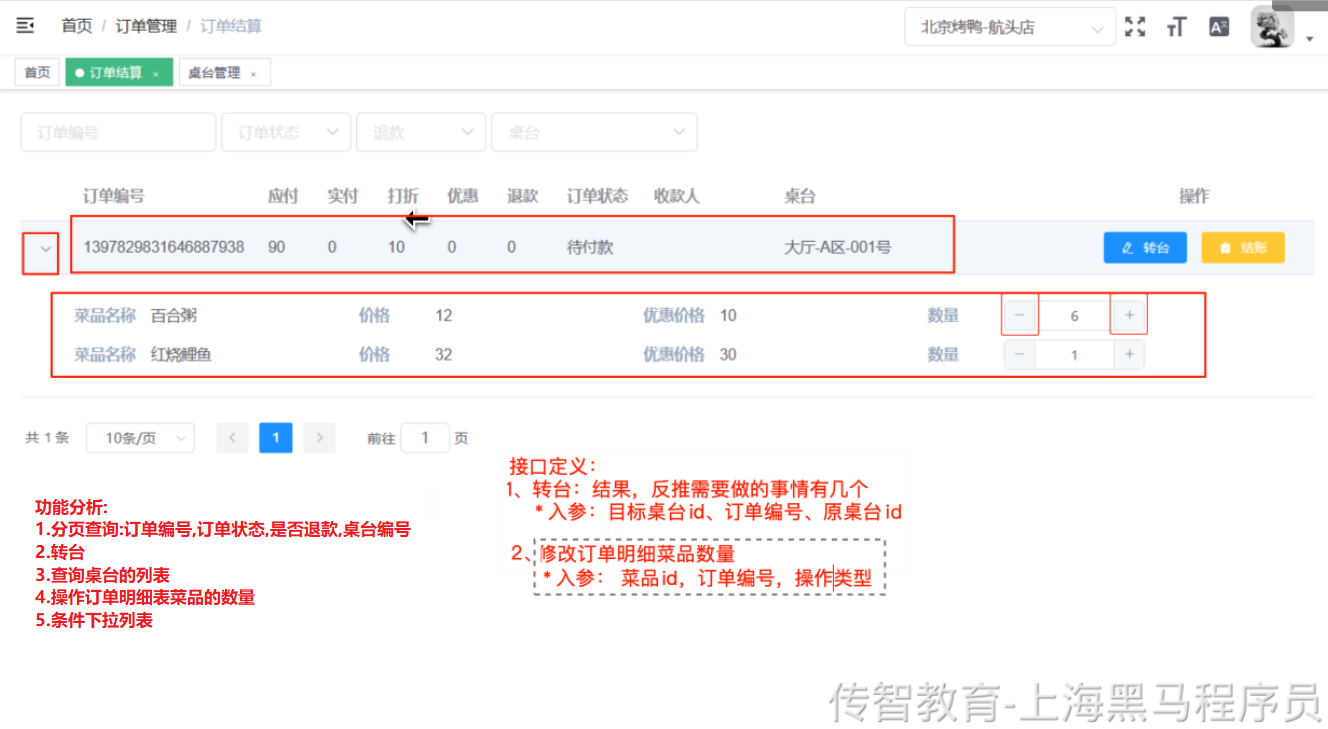 首页 / 订单管理 / 订单结算 北京烤鸭-航头店
首页 订单结算 × 桌台管理 ×
订单编号 订单状态 退款 桌台
订单编号 应付 实付 打折 优惠 退款 订单状态 收款人 桌台 操作
1397829831646887938 90 0 10 0 0 待付款 大厅-A区-001号 转台 结账
菜品名称 百合粥 价格 12 优惠价格 10 数量 - 6 +
菜品名称 红烧鲤鱼 价格 32 优惠价格 30 数量 - 1 +
共 1 条 10条/页 < 1 > 前往 1 页
接口定义：
1、转台：结果，反推需要做的事情有几个
* 入参：目标桌台id、订单编号、原桌台id
2、修改订单明细菜品数量
* 入参： 菜品id，订单编号，操作类型
功能分析:
1.分页查询:订单编号,订单状态,是否退款,桌台编号
2.转台
3.查询桌台的列表
4.操作订单明细表菜品的数量
5.条件下拉列表
传智教育-上海黑马程序员